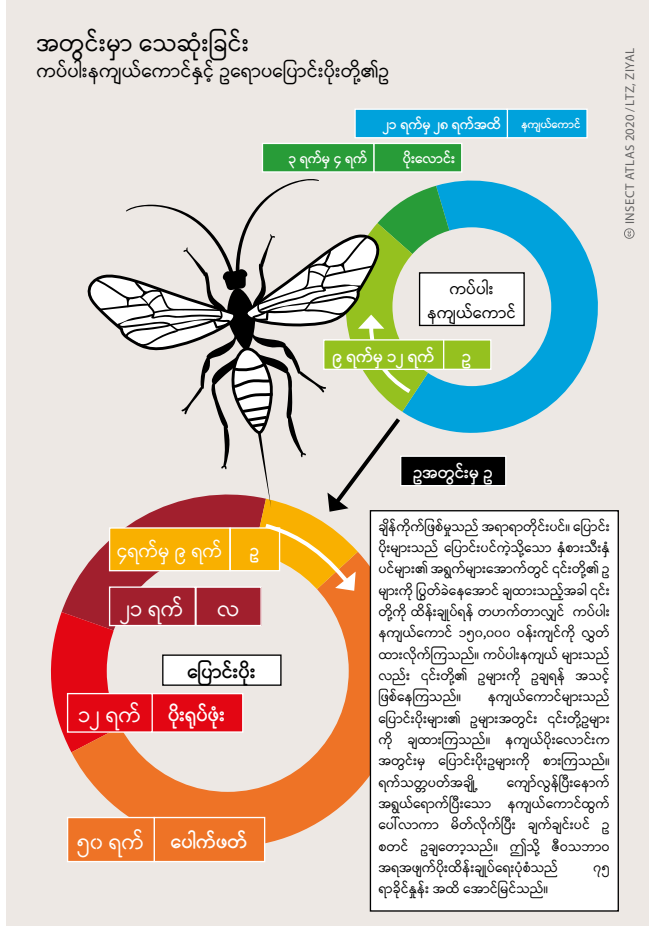 အတွင်းမှာ သေဆုံးခြင်း
ကပ်ပါးနကျယ်ကောင်နှင့် ဥရောပပြောင်းပိုးတို့၏ဥ
© INSECT ATLAS 2020 / LTZ, ZIYAL
၂၁ ရက်မှ ၂၈ ရက်အထိ နကျယ်ကောင်
၃ ရက်မှ ၄ ရက် ပိုးလောင်း
ကပ်ပါး
နကျယ်ကောင်
၉ ရက်မှ ၁၂ ရက် ဥ
ဥအတွင်းမှ ဥ
၄ရက်မှ ၉ ရက် ဥ
၂၁ ရက် လ
ပြောင်းပိုး
၁၂ ရက် ပိုးရုပ်ဖုံး
၅၀ ရက် ပေါက်ဖတ်
ချိန်ကိုက်ဖြစ်မှုသည် အရာရာတိုင်းပင်။ ပြောင်း
ပိုးများသည် ပြောင်းပင်ကဲ့သို့သော နှံစားသီးနှံ
ပင်များ၏ အရွက်များအောက်တွင် ၎င်းတို့၏ ဥ
များကို ပြွတ်ခဲနေအောင် ချထားသည့်အခါ ၎င်း
တို့ကို ထိန်းချုပ်ရန် တဟက်တာလျှင် ကပ်ပါး
နကျယ်ကောင် ၁၅၀,၀၀၀ ဝန်းကျင်ကို လွှတ်
ထားလိုက်ကြသည်။ ကပ်ပါးနကျယ် များသည်
လည်း ၎င်းတို့၏ ဥများကို ဥချရန် အသင့်
ဖြစ်နေကြသည်။ နကျယ်ကောင်များသည်
ပြောင်းပိုးများ၏ ဥများအတွင်း ၎င်းတို့ဥများ
ကို ချထားကြသည်။ နကျယ်ပိုးလောင်းက
အတွင်းမှ ပြောင်းပိုးဥများကို စားကြသည်။
ရက်သတ္တပတ်အချို့ ကျော်လွန်ပြီးနောက်
အရွယ်ရောက်ပြီးသော နကျယ်ကောင်ထွက်
ပေါ်လာကာ မိတ်လိုက်ပြီး ချက်ချင်းပင် ဥ
စတင် ဥချတော့သည်။ ဤသို့ ဇီဝသဘာဝ
အရအဖျက်ပိုးထိန်းချုပ်ရေးပုံစံသည် ၇၅
ရာခိုင်နှုန်း အထိ အောင်မြင်သည်။